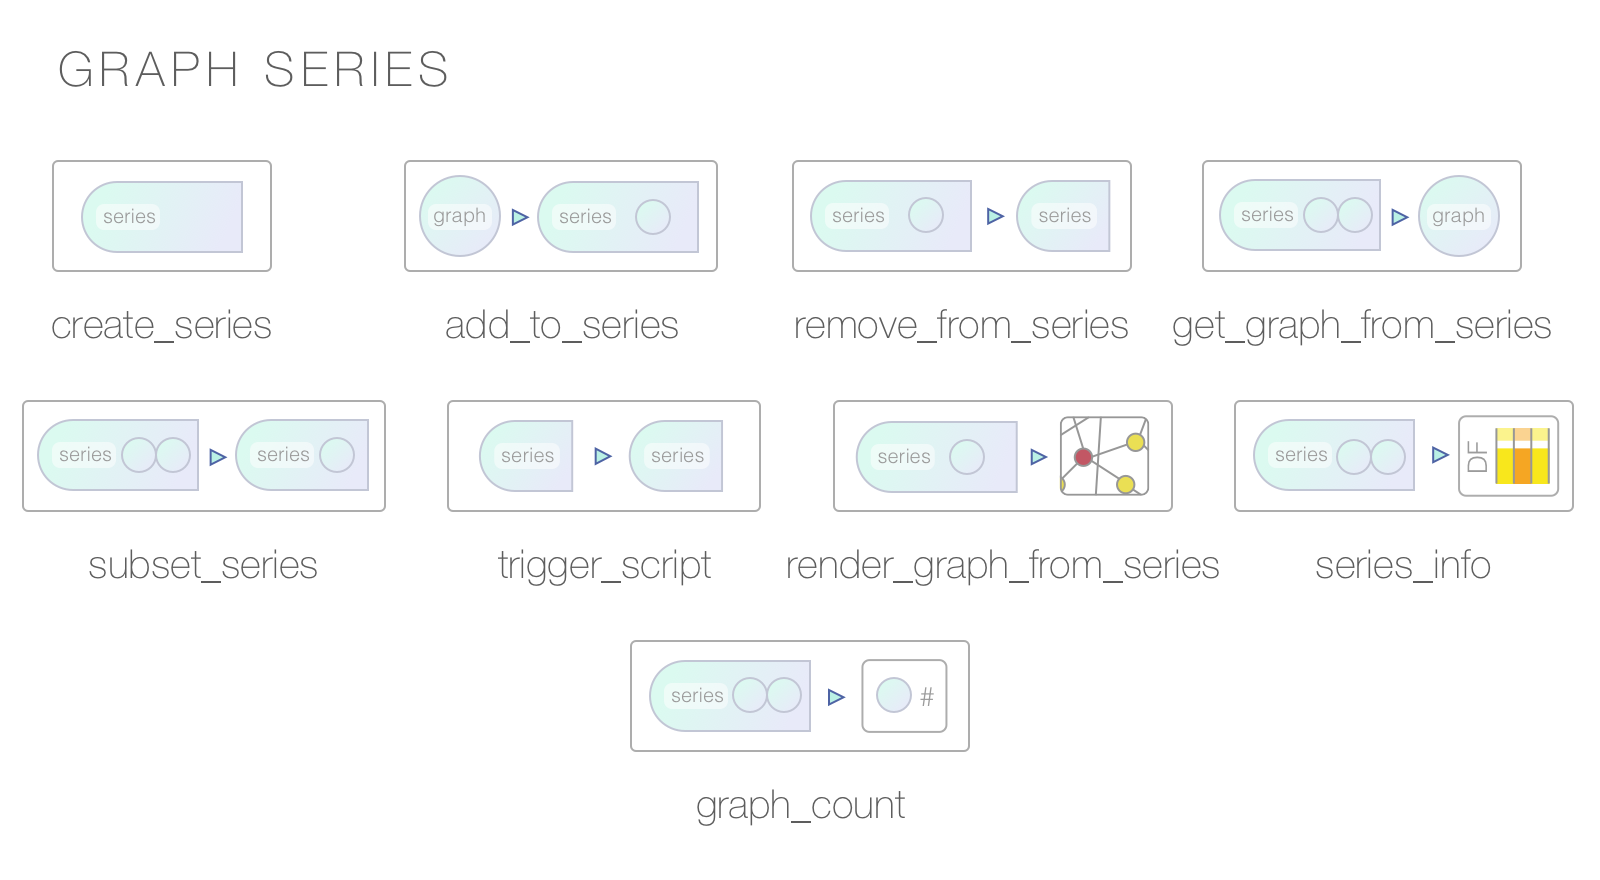 GRAPH SERIES
series
graph series
series series
series graph
create_series
add_to_series
remove_from_series
get_graph_from_series
series series
series series
series
series DF
subset_series
trigger_script
render_graph_from_series
series_info
series #
graph_count